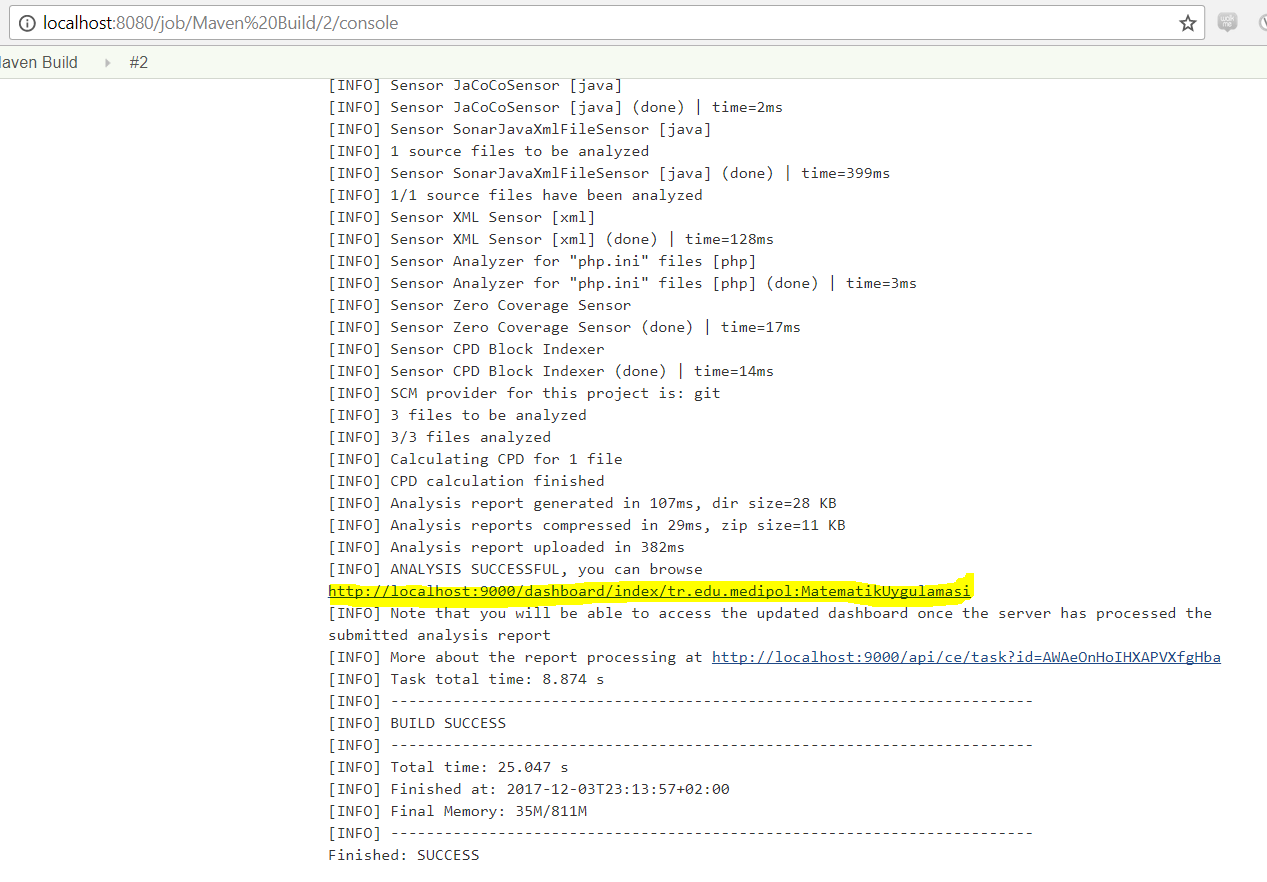 localhost:8080/job/Maven%20Build/2/console
aven Build
#2
[INFO] Sensor JaCoCoSensor [java]
[INFO] Sensor JaCoCoSensor [java] (done) | time=2ms
[INFO] Sensor SonarJavaXmlFileSensor [java]
[INFO] 1 source files to be analyzed
[INFO] Sensor SonarJavaXmlFileSensor [java] (done) | time=399ms
[INFO] 1/1 source files have been analyzed
[INFO] Sensor XML Sensor [xml]
[INFO] Sensor XML Sensor [xml] (done) | time=128ms
[INFO] Sensor Analyzer for "php.ini" files [php]
[INFO] Sensor Analyzer for "php.ini" files [php] (done) | time=3ms
[INFO] Sensor Zero Coverage Sensor
[INFO] Sensor Zero Coverage Sensor (done) | time=17ms
[INFO] Sensor CPD Block Indexer
[INFO] Sensor CPD Block Indexer (done) | time=14ms
[INFO] SCM provider for this project is: git
[INFO] 3 files to be analyzed
[INFO] 3/3 files analyzed
[INFO] Calculating CPD for 1 file
[INFO] CPD calculation finished
[INFO] Analysis report generated in 107ms, dir size=28 KB
[INFO] Analysis reports compressed in 29ms, zip size=11 KB
[INFO] Analysis report uploaded in 382ms
[INFO] ANALYSIS SUCCESSFUL, you can browse
http://localhost:9000/dashboard/index/tr.edu.medipol:MatematikUygulamasi
[INFO] Note that you will be able to access the updated dashboard once the server has processed the
submitted analysis report
[INFO] More about the report processing at http://localhost:9000/api/ce/task?id=AWAeOnHoIHXAPVXfgHba
[INFO] Task total time: 8.874 s
[INFO] ------------------------------------------------------------------------
[INFO] BUILD SUCCESS
[INFO] ------------------------------------------------------------------------
[INFO] Total time: 25.047 s
[INFO] Finished at: 2017-12-03T23:13:57+02:00
[INFO] Final Memory: 35M/811M
[INFO] ------------------------------------------------------------------------
Finished: SUCCESS